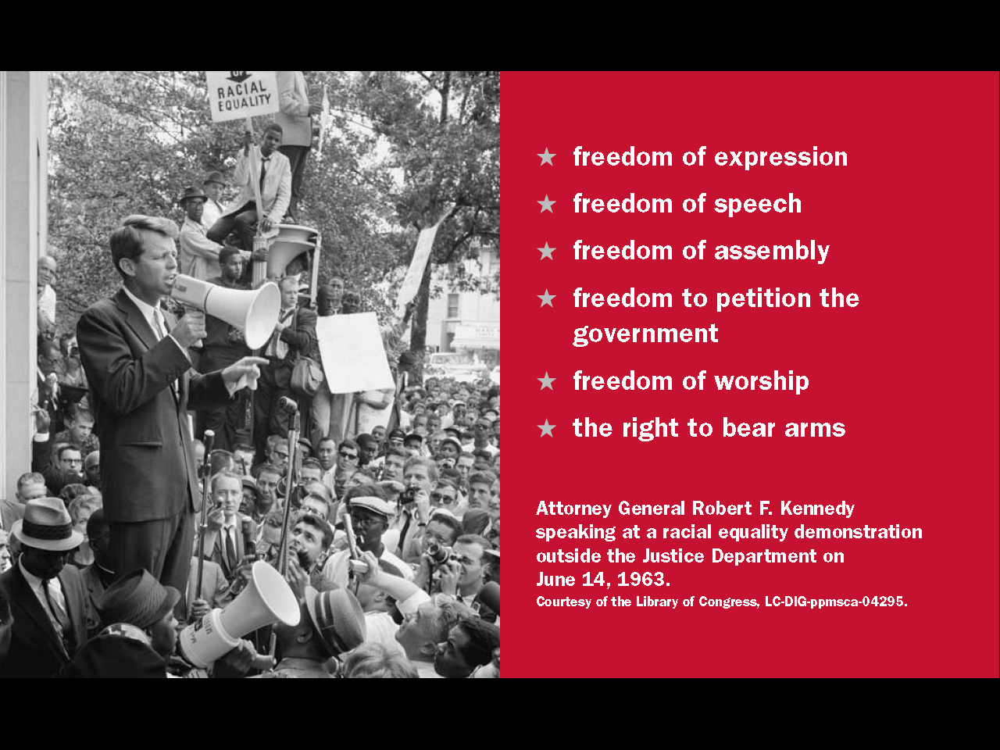 OF
RACIAL
EQUALITY
★ freedom of expression
★ freedom of speech
★ freedom of assembly
★ freedom to petition the
government
★ freedom of worship
★ the right to bear arms
Attorney General Robert F. Kennedy
speaking at a racial equality demonstration
outside the Justice Department on
June 14, 1963.
Courtesy of the Library of Congress, LC-DIG-ppmsca-04295.